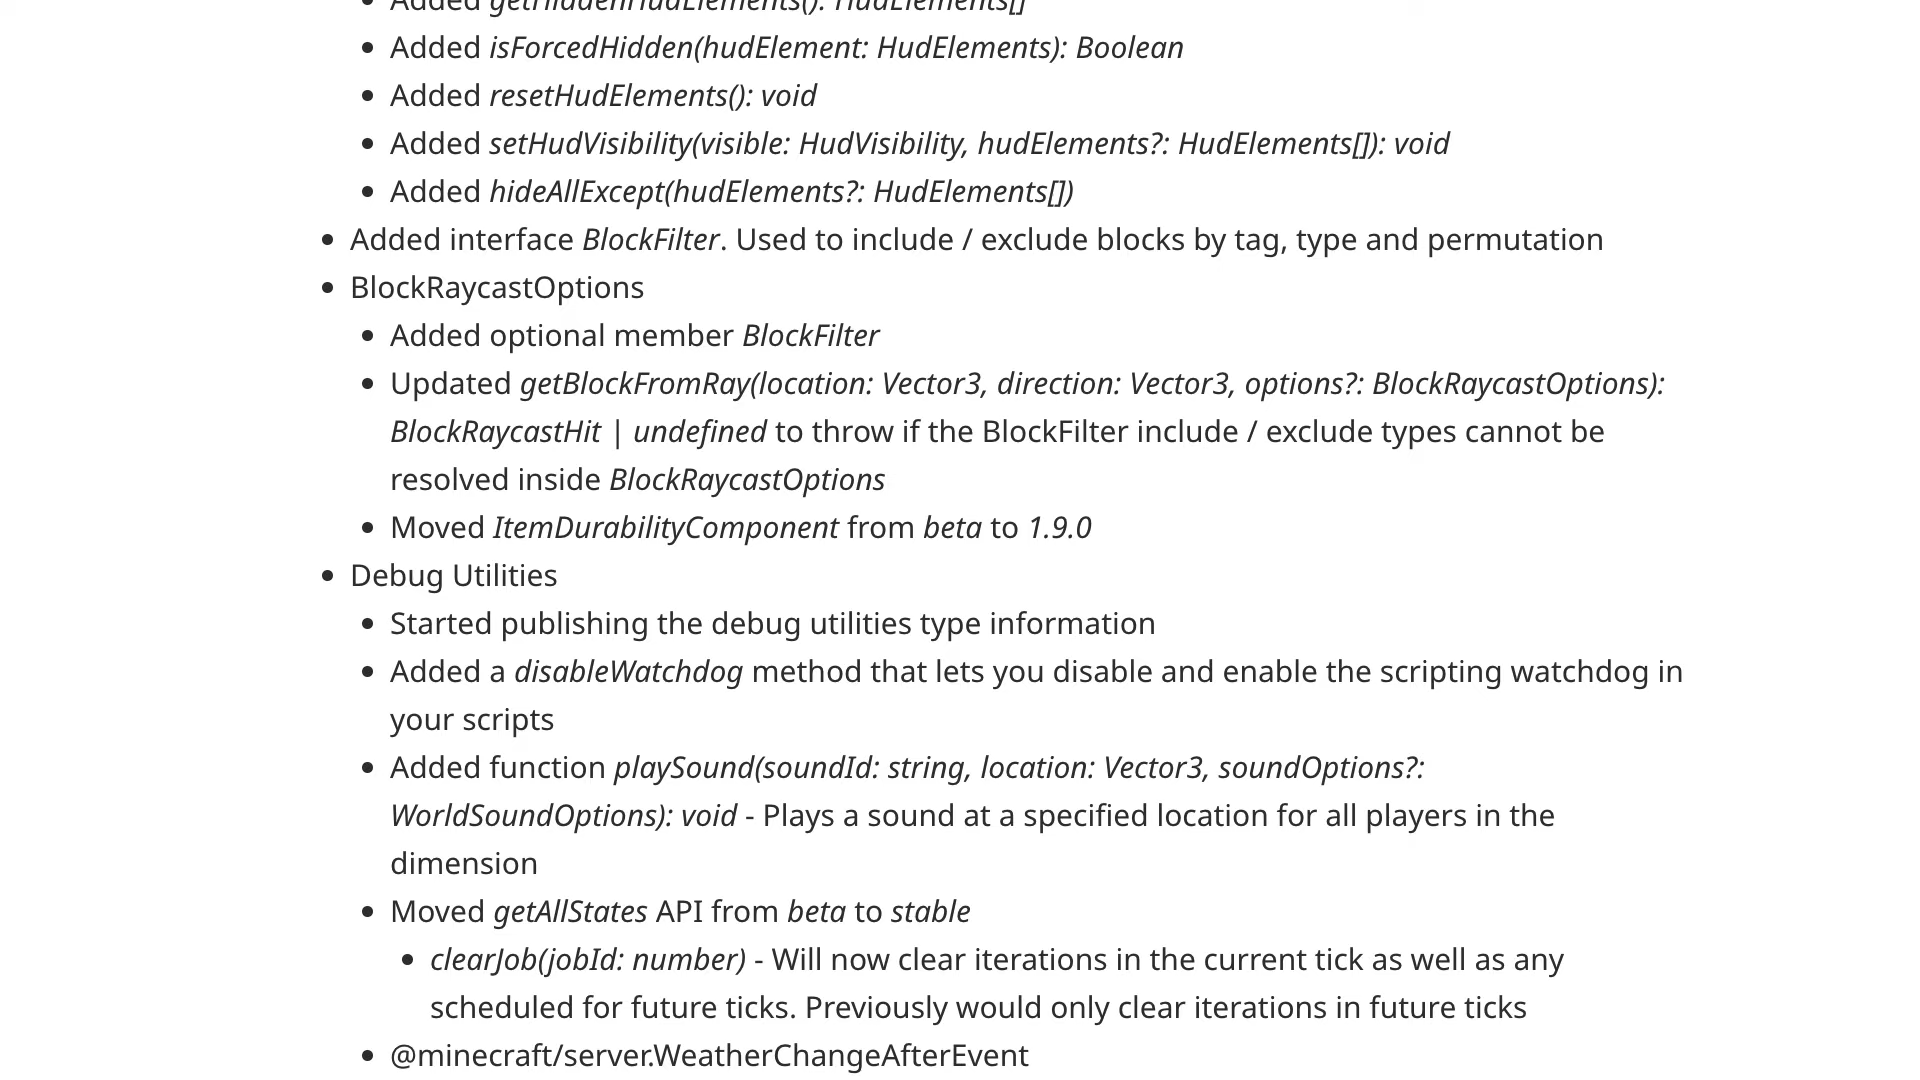 Added getHiddenHudElements(): HudElements[]
Added isForcedHidden(hudElement: HudElements): Boolean
Added resetHudElements(): void
Added setHudVisibility(visible: HudVisibility, hudElements?: HudElements[]): void
Added hideAllExcept(hudElements?: HudElements[])
Added interface BlockFilter. Used to include / exclude blocks by tag, type and permutation
BlockRaycastOptions
Added optional member BlockFilter
Updated getBlockFromRay(location: Vector3, direction: Vector3, options?: BlockRaycastOptions):
BlockRaycastHit | undefined to throw if the BlockFilter include / exclude types cannot be
resolved inside BlockRaycastOptions
Moved ItemDurabilityComponent from beta to 1.9.0
Debug Utilities
Started publishing the debug utilities type information
Added a disableWatchdog method that lets you disable and enable the scripting watchdog in
your scripts
Added function playSound(soundId: string, location: Vector3, soundOptions?:
WorldSoundOptions): void - Plays a sound at a specified location for all players in the
dimension
Moved getAllStates API from beta to stable
clearJob(jobId: number) - Will now clear iterations in the current tick as well as any
scheduled for future ticks. Previously would only clear iterations in future ticks
@minecraft/server.WeatherChangeAfterEvent